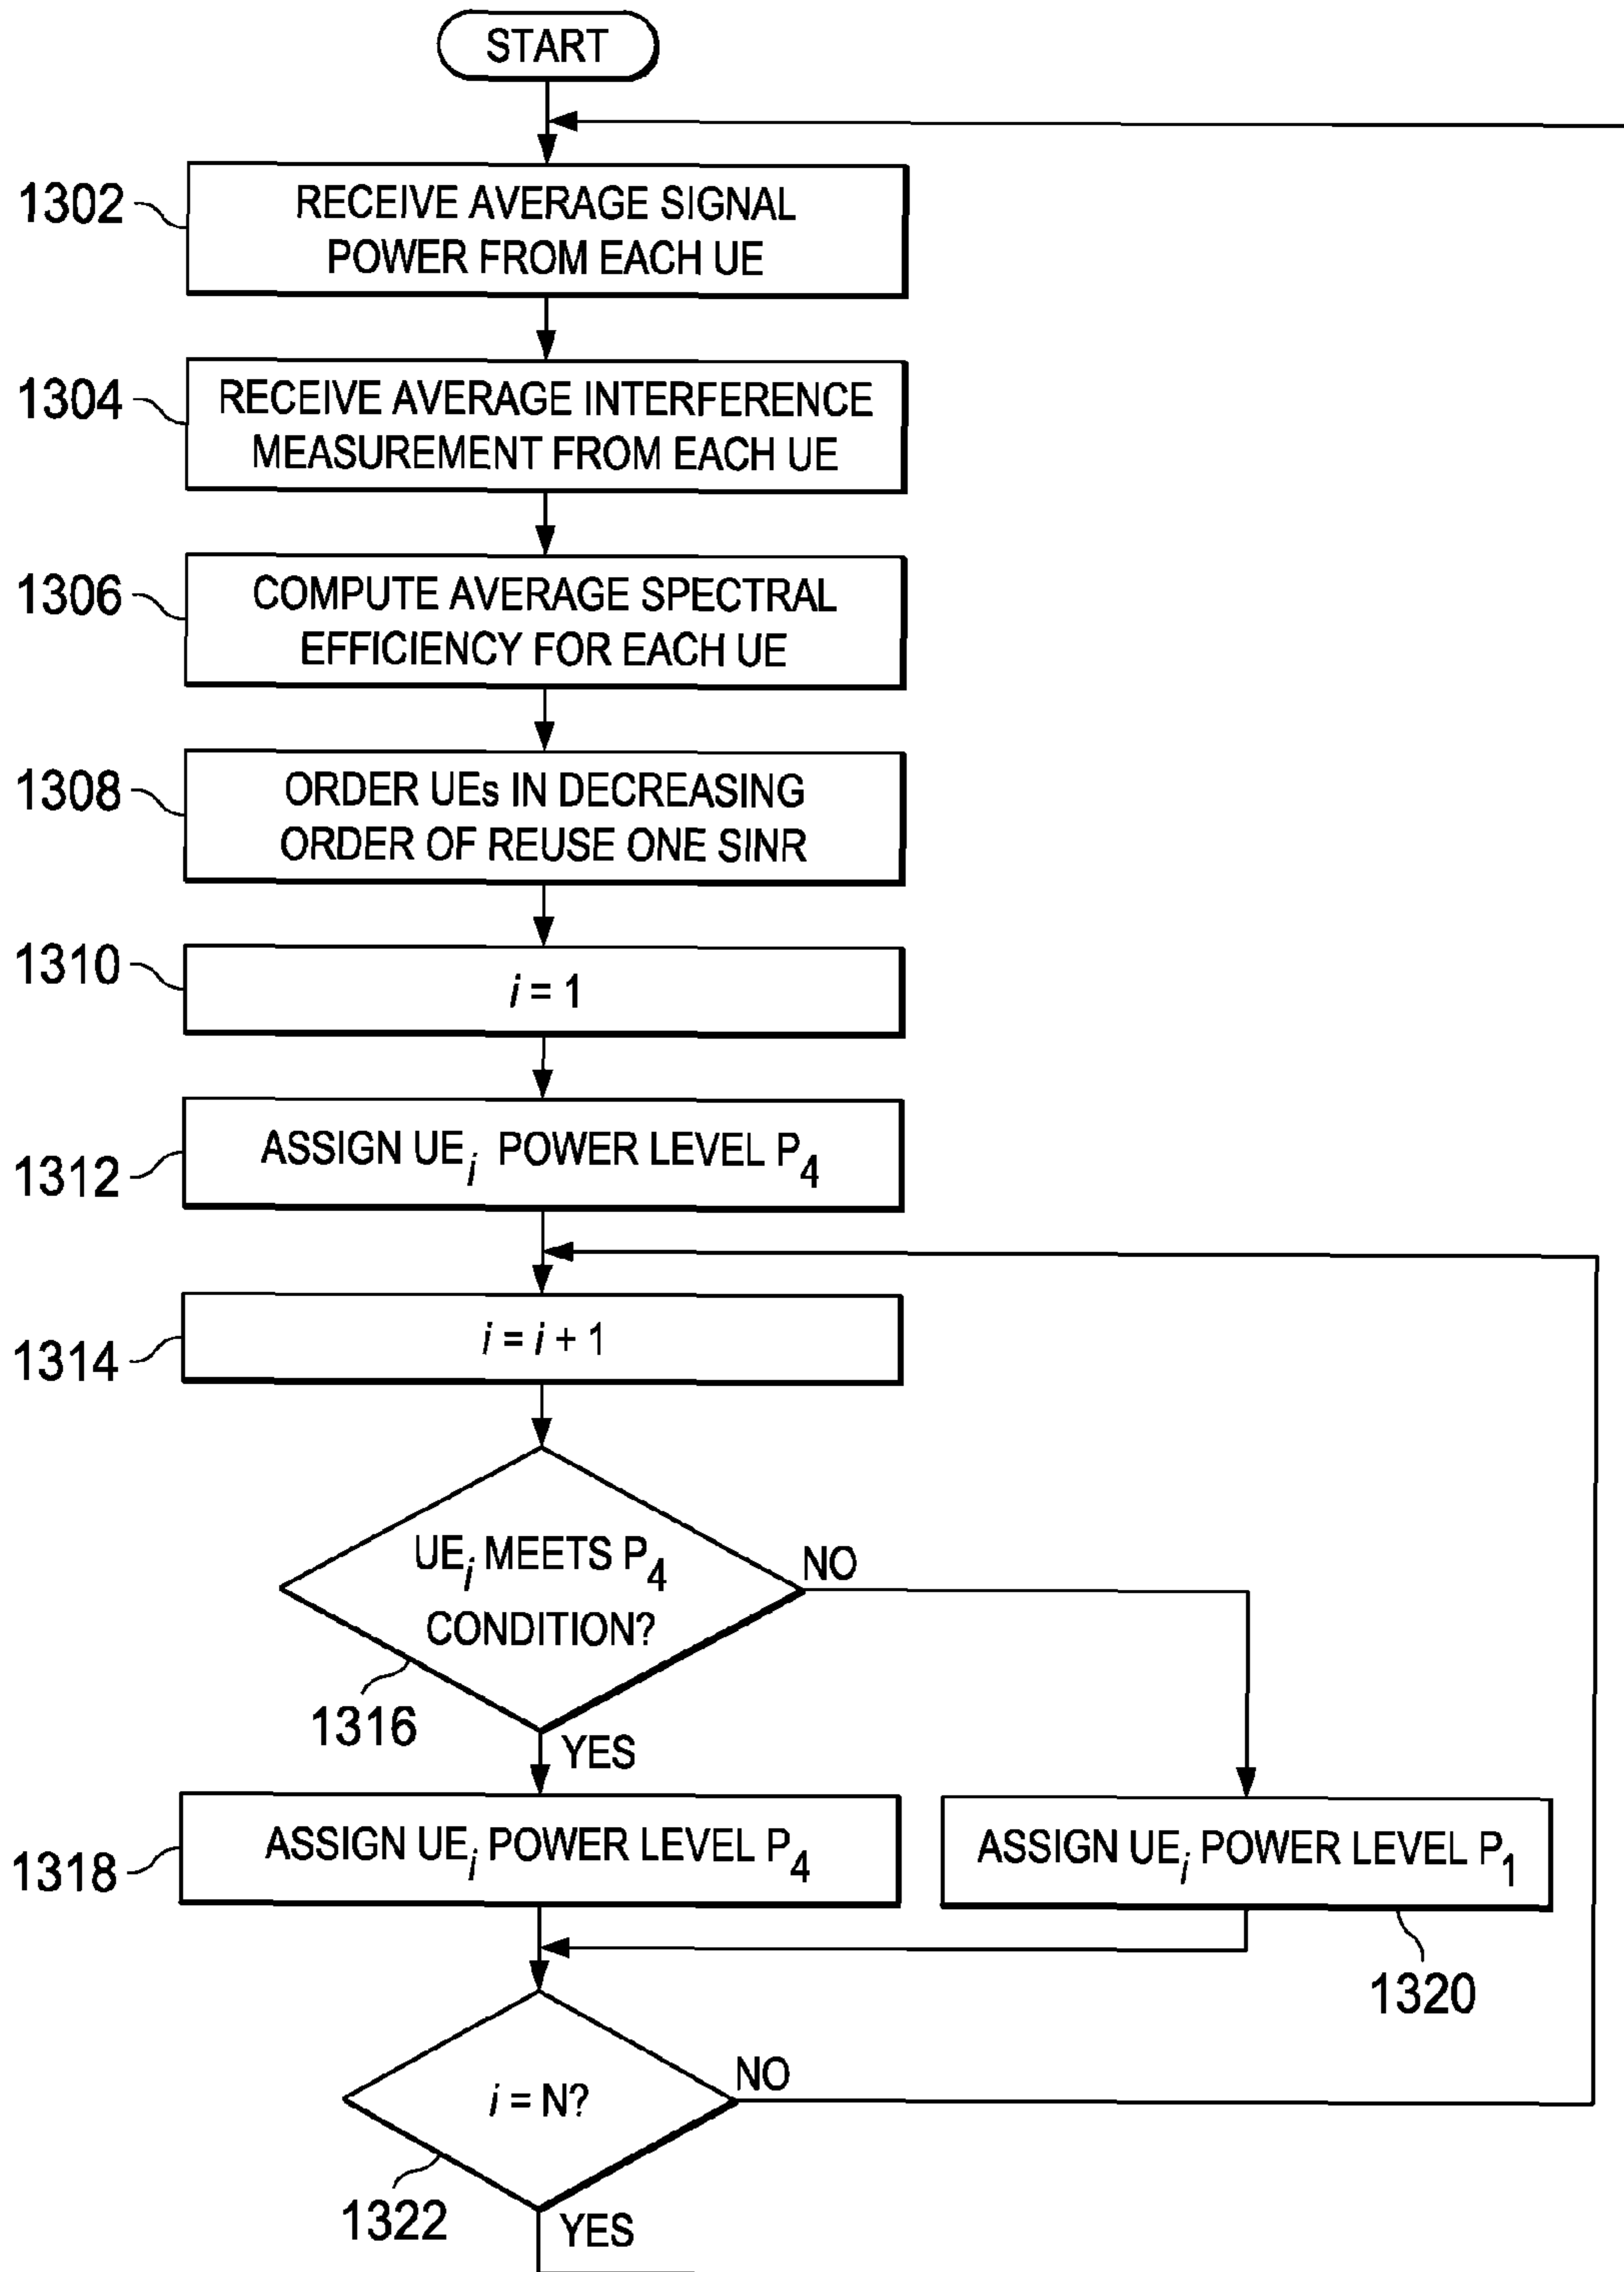 START
1302
RECEIVE AVERAGE SIGNAL
POWER FROM EACH UE
1304
RECEIVE AVERAGE INTERFERENCE
MEASUREMENT FROM EACH UE
1306
COMPUTE AVERAGE SPECTRAL
EFFICIENCY FOR EACH UE
1308
ORDER UEs IN DECREASING
ORDER OF REUSE ONE SINR
1310
i = 1
1312
ASSIGN UEi POWER LEVEL P4
1314
i = i + 1
UEi MEETS P4
CONDITION?
NO
1316
YES
1318
ASSIGN UEi POWER LEVEL P4
ASSIGN UEi POWER LEVEL P1
1320
i = N?
NO
1322
YES